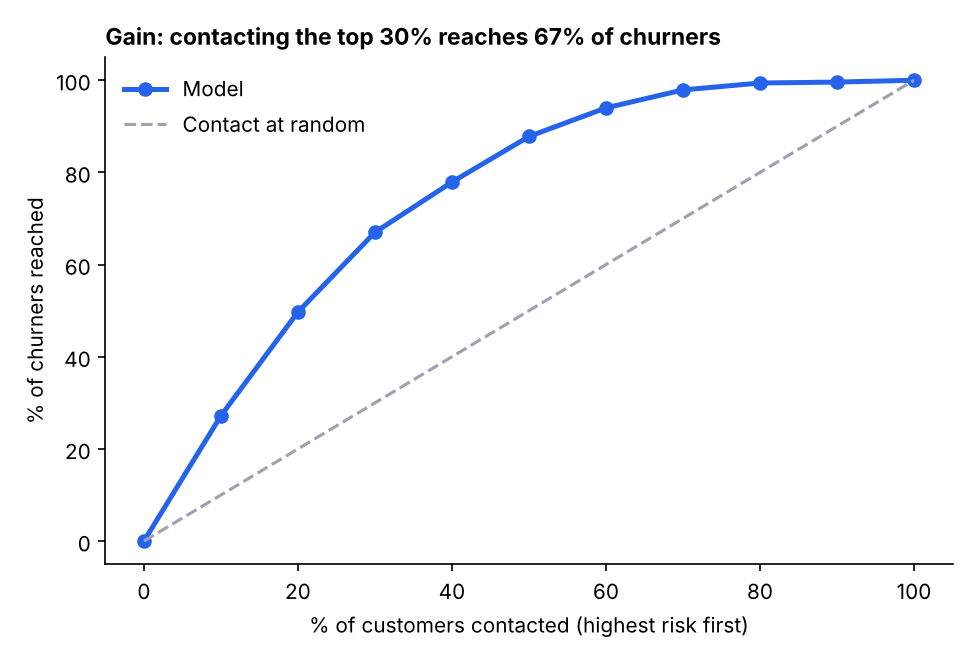 Gain: contacting the top 30% reaches 67% of churners
Model
Contact at random
% of churners reached
100
80
60
40
20
0
0 20 40 60 80 100
% of customers contacted (highest risk first)